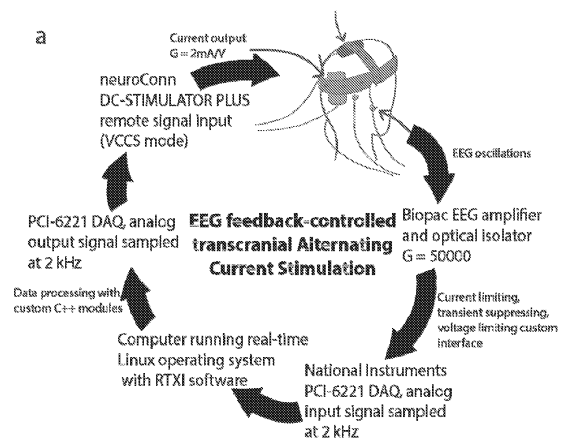 a
Current output
G = 2mA/V
neuroConn
DC-STIMULATOR PLUS
remote signal input
(VCCS mode)
EEG oscillations
PCI-6221 DAQ, analog
output signal sampled
at 2 kHz
EEG feedback-controlled
transcranial Alternating
Current Stimulation
Biopac EEG amplifier
and optical isolator
G = 50000
Data processing with
custom C++ modules
Current limiting,
transient suppressing,
voltage limiting custom
interface
Computer running real-time
Linux operating system
with RTXI software
National Instruments
PCI-6221 DAQ, analog
input signal sampled
at 2 kHz